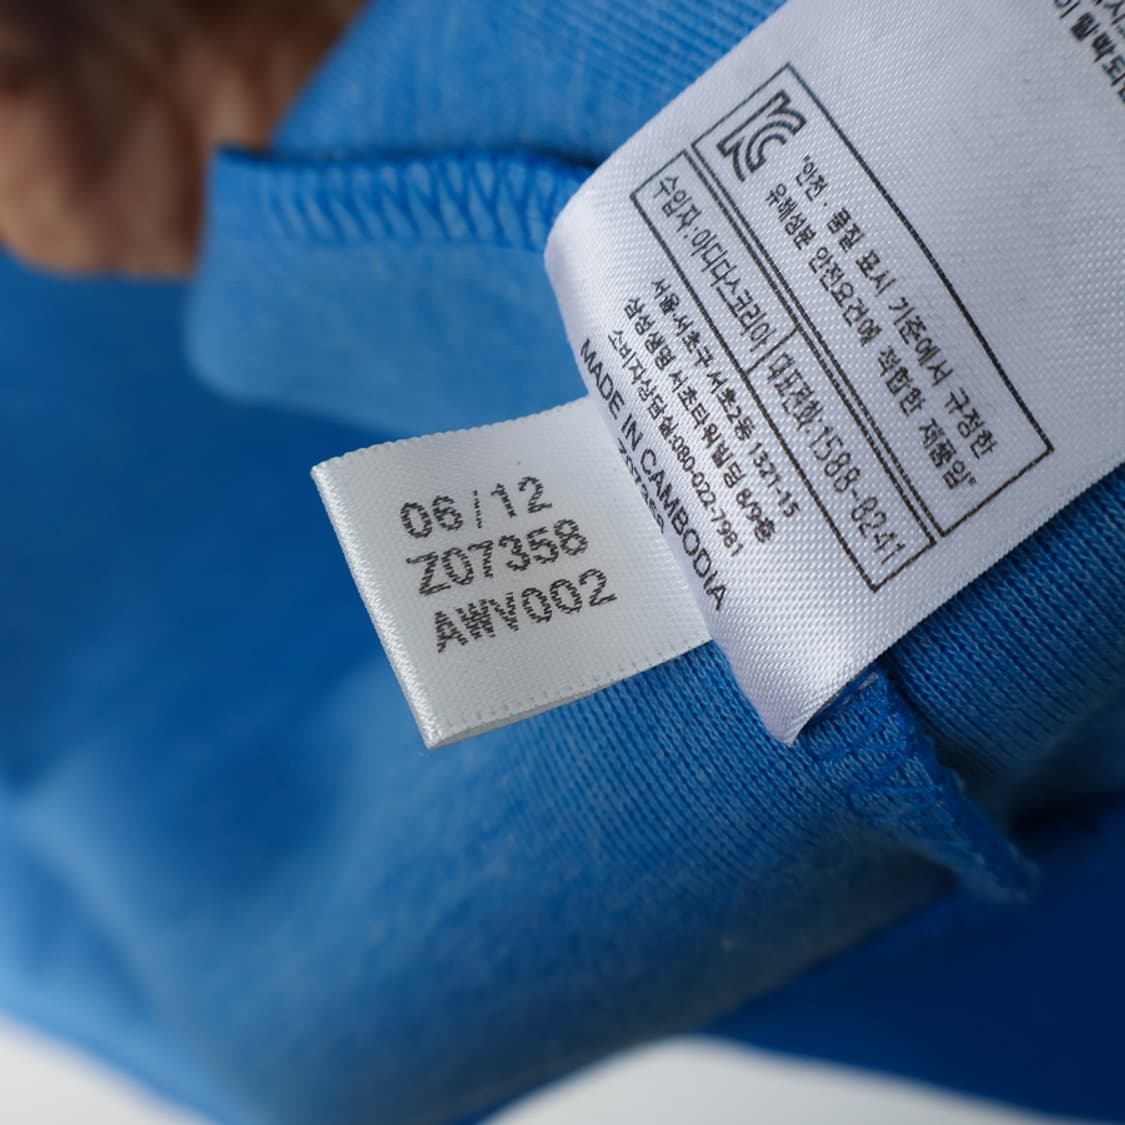 KC
"안전·품질 표시 기준에서 규정한
유해성분 안전요건에 적합한 제품임"
수입자:아디다스코리아 대표전화:1588-8241
서울 서초구 서초2동 1321-15
삼성생명 서초타워빌딩 8/9층
소비자상담실:080-022-7981
MADE IN CAMBODIA
06/12
Z07358
AWV002